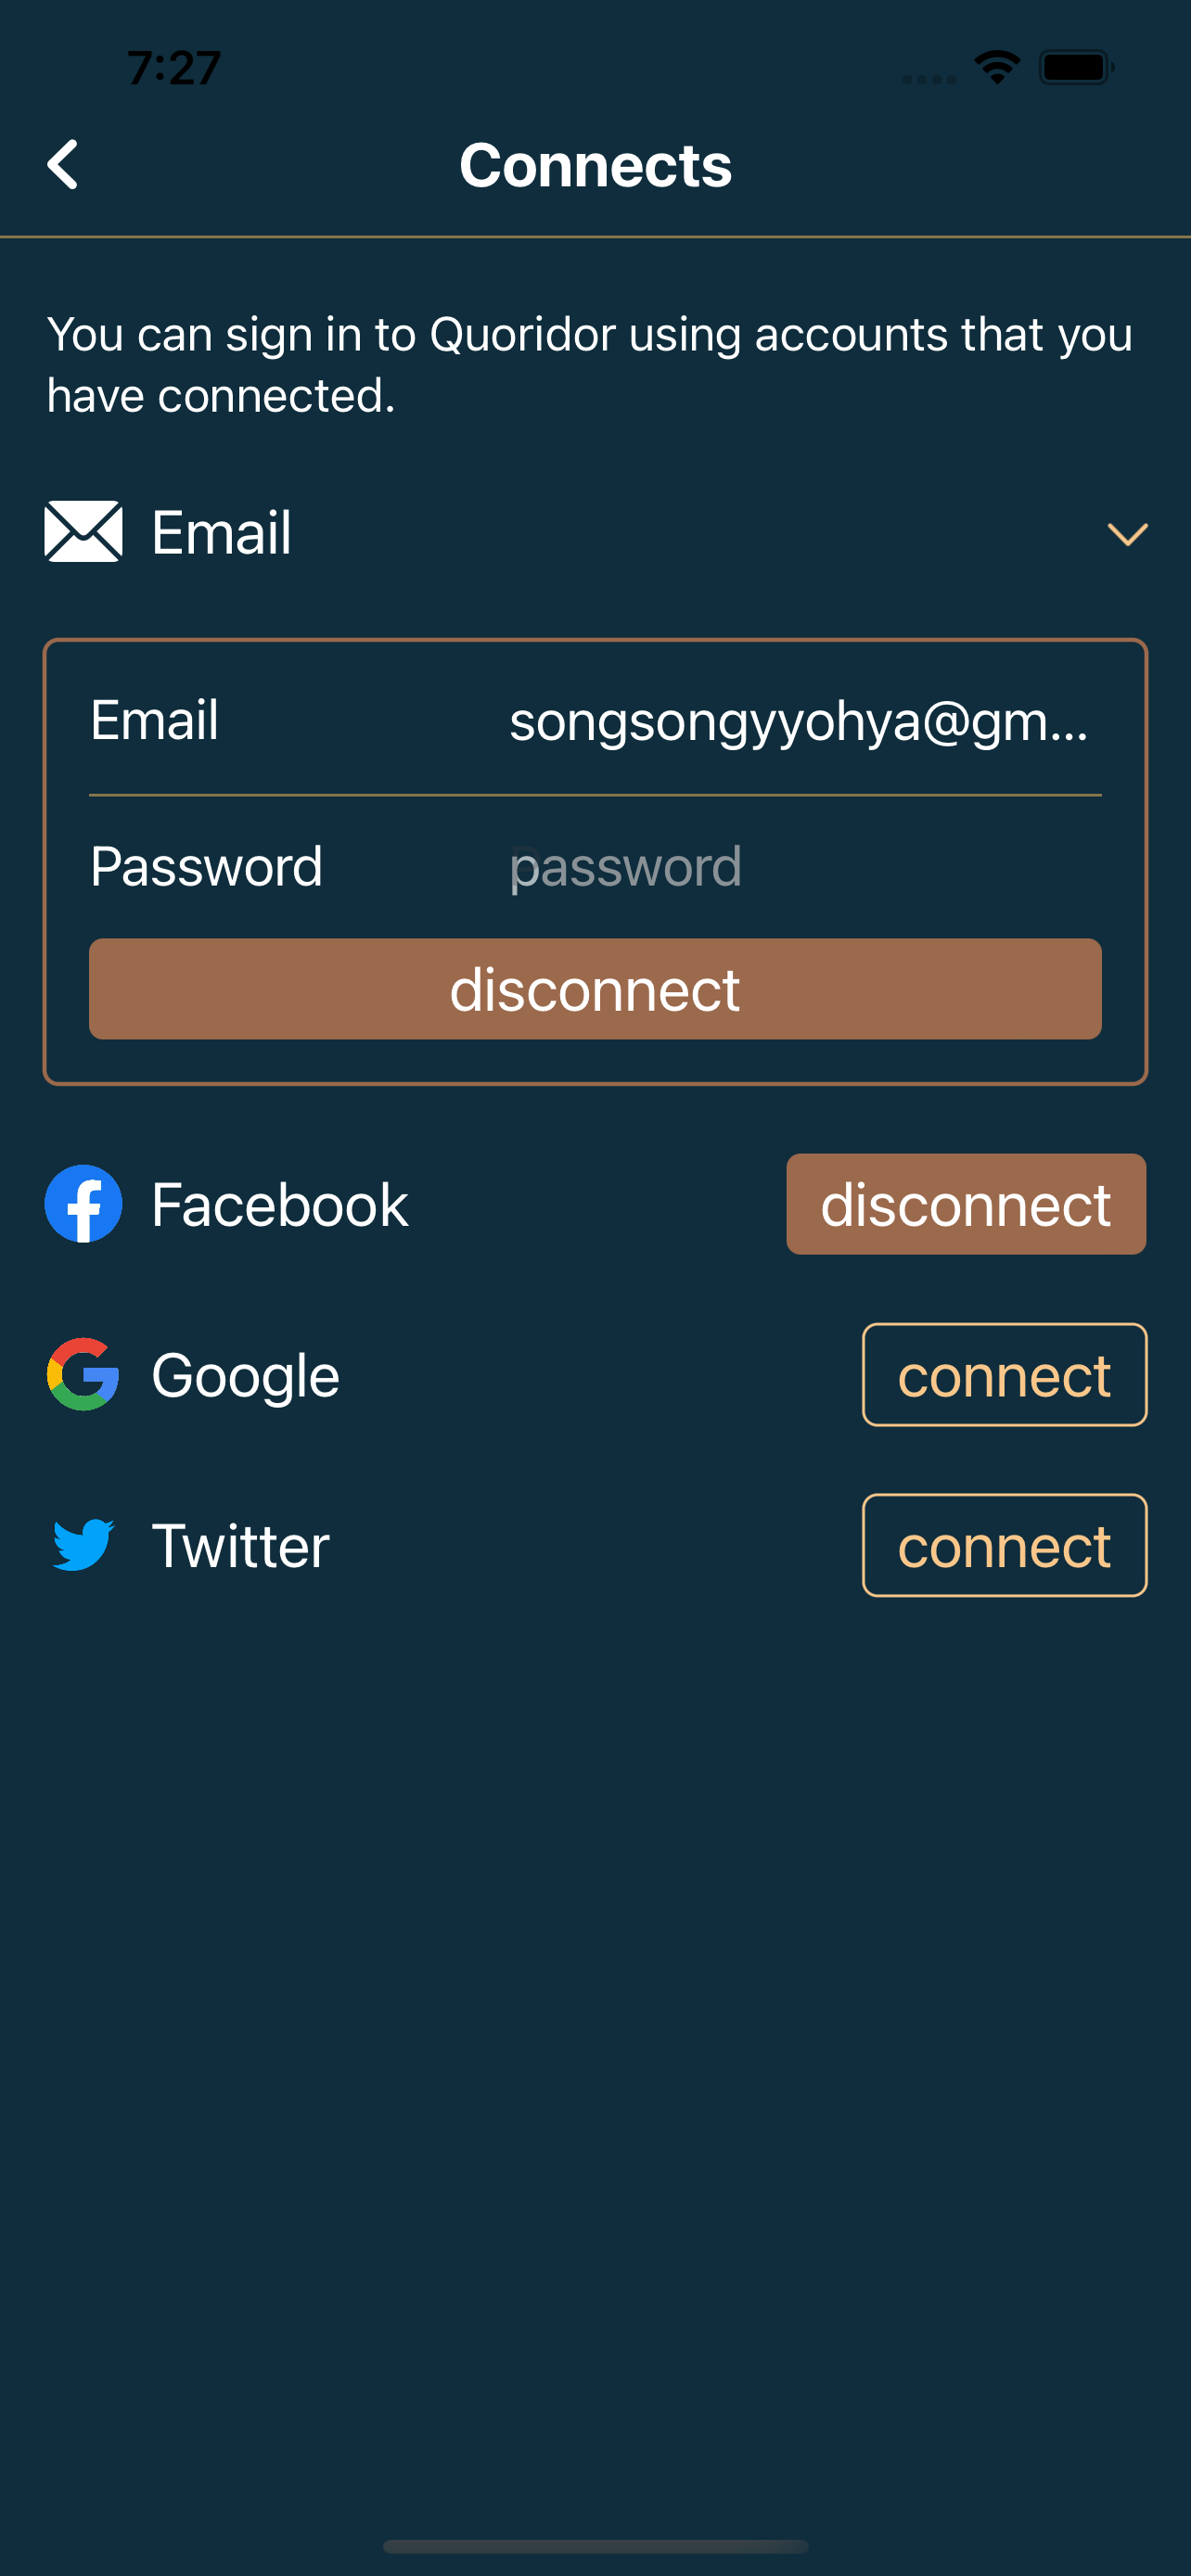 7:27
Connects
You can sign in to Quoridor using accounts that you
have connected.
Email
Email songsongyyohya@gm...
Password password
disconnect
Facebook disconnect
Google connect
Twitter connect